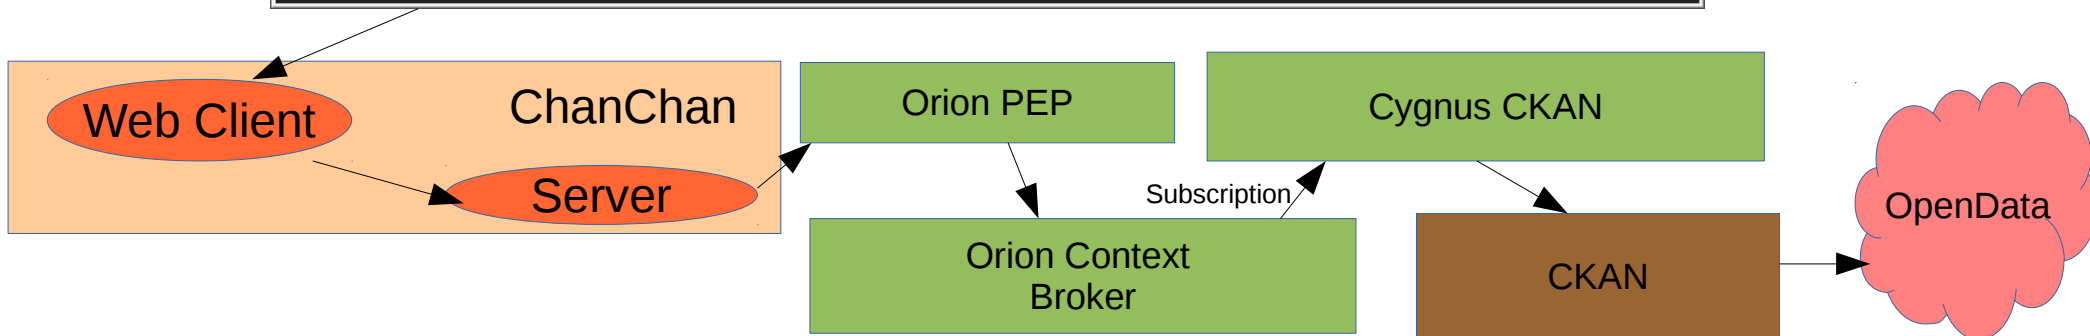 Web Client
ChanChan
Server
Orion PEP
Subscription
Orion Context
Broker
Cygnus CKAN
CKAN
OpenData